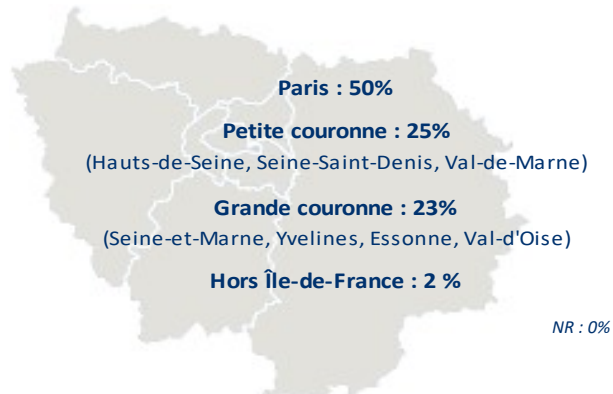 Paris : 50%
Petite couronne : 25%
(Hauts-de-Seine, Seine-Saint-Denis, Val-de-Marne)
Grande couronne : 23%
(Seine-et-Marne, Yvelines, Essonne, Val-d'Oise)
Hors Île-de-France : 2 %
NR : 0%